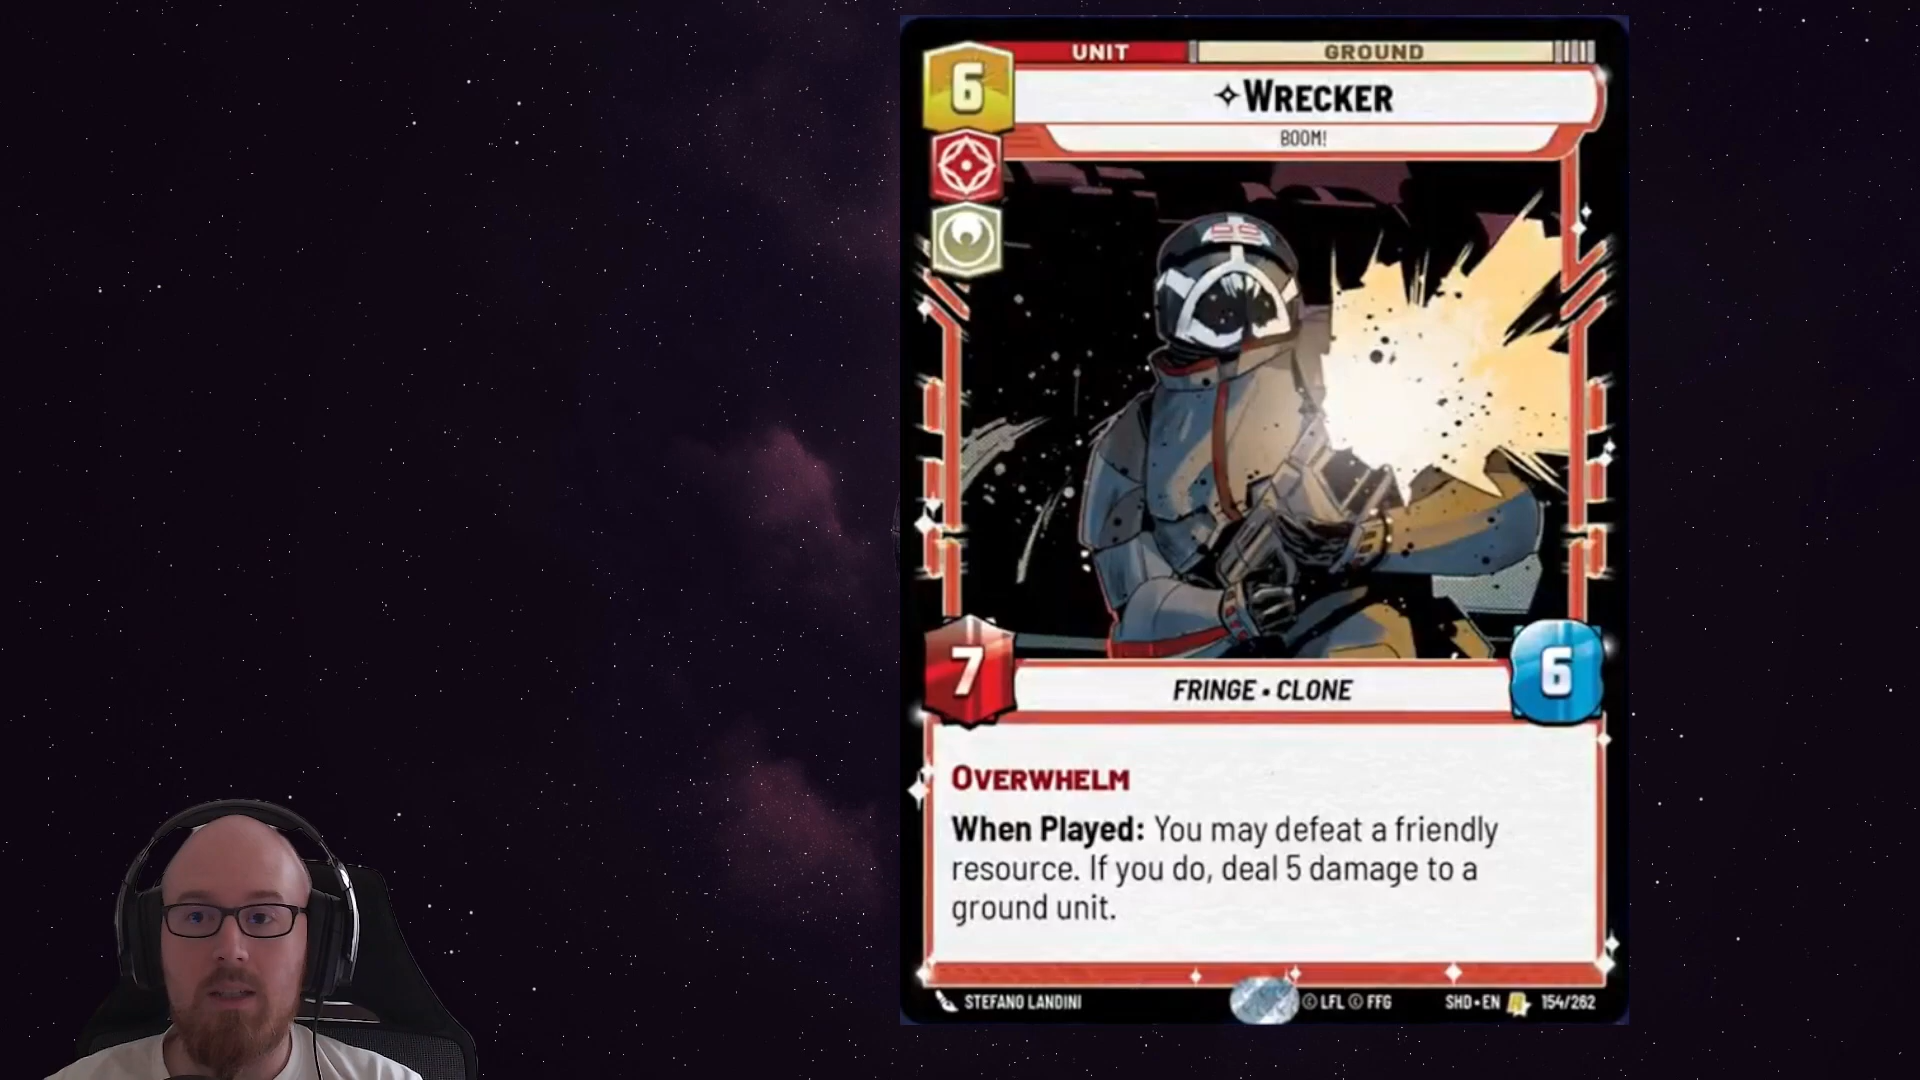 UNIT
GROUND
6
WRECKER
BOOM!
7
FRINGE • CLONE
6
OVERWHELM
When Played: You may defeat a friendly
resource. If you do, deal 5 damage to a
ground unit.
STEFANO LANDINI
© LFL © FFG
SHD • EN
154/262